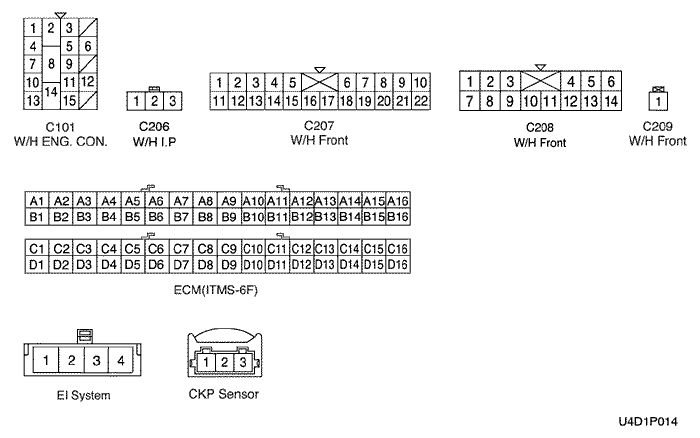 1 2 3
4 5 6
7 8 9
10 11 12
13 14 15
C101
W/H ENG. CON.
1 2 3
C206
W/H I.P
1 2 3 4 5 6 7 8 9 10
11 12 13 14 15 16 17 18 19 20 21 22
C207
W/H Front
1 2 3 4 5 6
7 8 9 10 11 12 13 14
C208
W/H Front
1
C209
W/H Front
A1 A2 A3 A4 A5 A6 A7 A8 A9 A10 A11 A12 A13 A14 A15 A16
B1 B2 B3 B4 B5 B6 B7 B8 B9 B10 B11 B12 B13 B14 B15 B16
C1 C2 C3 C4 C5 C6 C7 C8 C9 C10 C11 C12 C13 C14 C15 C16
D1 D2 D3 D4 D5 D6 D7 D8 D9 D10 D11 D12 D13 D14 D15 D16
ECM(ITMS-6F)
1 2 3 4
EI System
1 2 3
CKP Sensor
U4D1P014